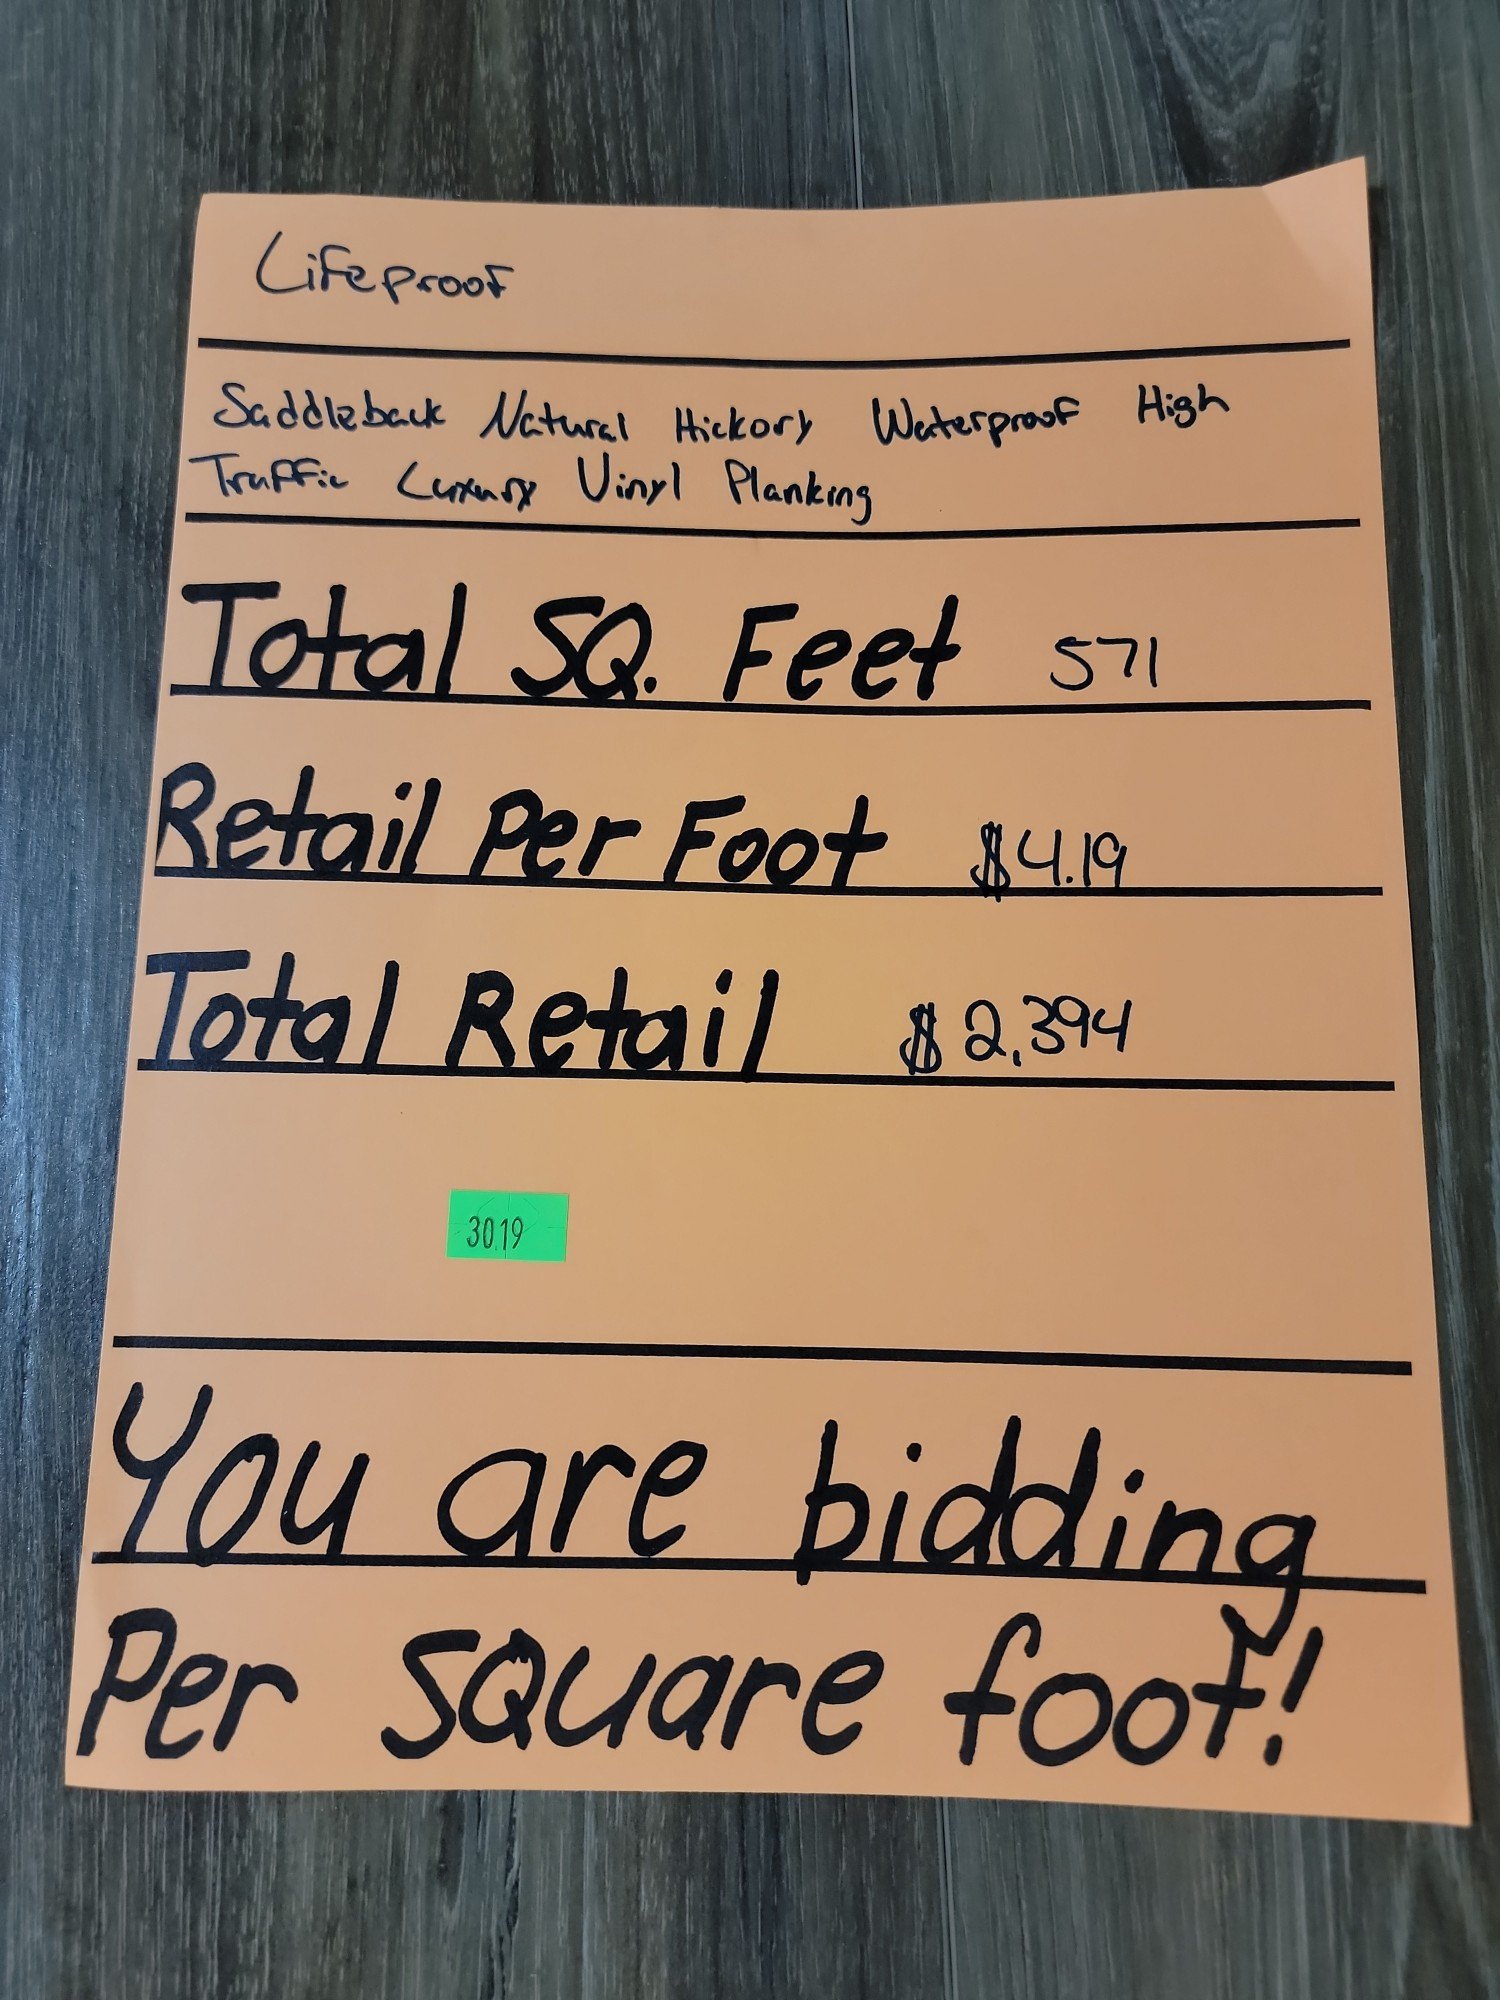 Lifeproof
Saddleback Natural Hickory Waterproof High
Traffic Luxury Vinyl Planking
Total SQ. Feet 571
Retail Per Foot $4.19
Total Retail $2,394
30.19
You are bidding
Per SQuare foot!